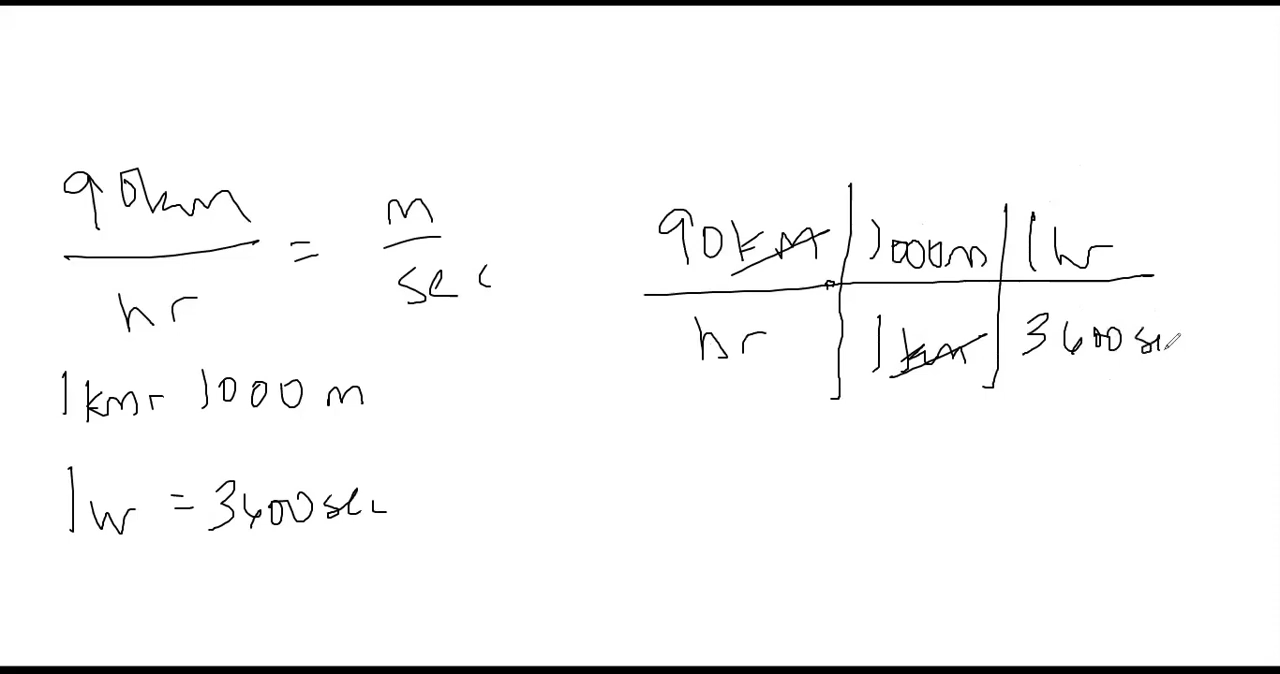 90km
hr
=
m
sec
1km = 1000 m
1hr = 3600sec
90km | 1000m | 1hr
hr | 1km | 3600sec